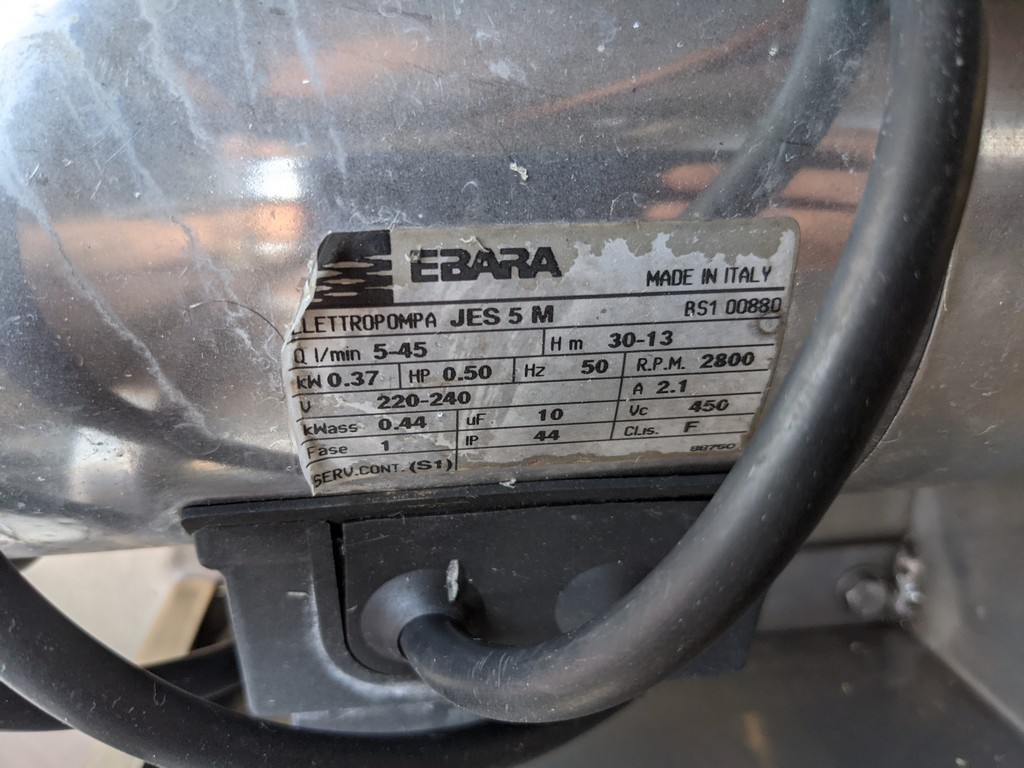 EBARA
MADE IN ITALY
LETTROPOMPA JES 5 M RS1 00880
Q l/min 5-45 H m 30-13
kW 0.37 HP 0.50 Hz 50 R.P.M. 2800
V 220-240 A 2.1
kWass 0.44 uF 10 Vc 450
Fase 1 IP 44 Cl.is. F
SERV.CONT. (S1)